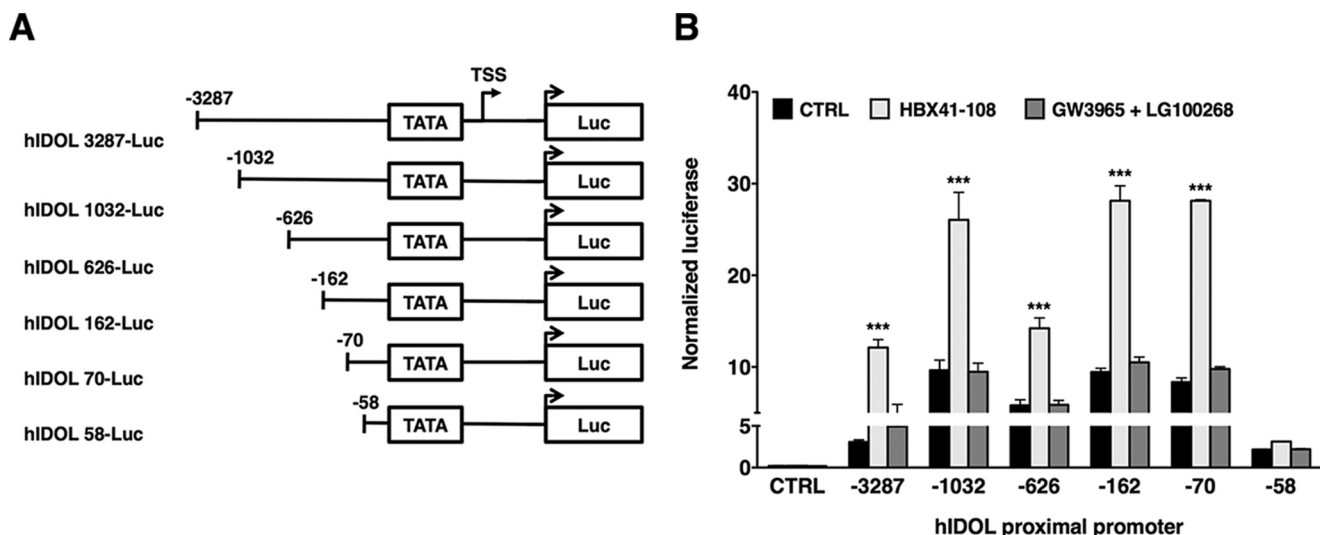 A
TSS
-3287
TATA
Luc
hIDOL 3287-Luc
-1032
TATA
Luc
hIDOL 1032-Luc
-626
TATA
Luc
hIDOL 626-Luc
-162
TATA
Luc
hIDOL 162-Luc
-70
TATA
Luc
hIDOL 70-Luc
-58
TATA
Luc
hIDOL 58-Luc
B
Normalized luciferase
40
30
20
10
5
0
CTRL HBX41-108 GW3965 + LG100268
***
***
***
***
***
CTRL -3287 -1032 -626 -162 -70 -58
hIDOL proximal promoter